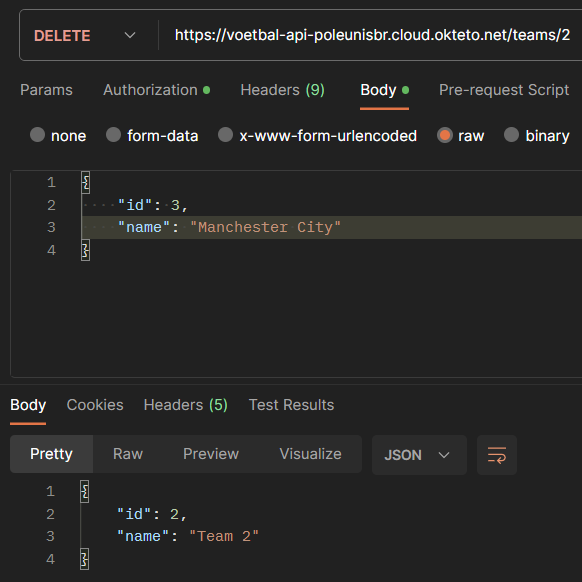 DELETE https://voetbal-api-poleunisbr.cloud.okteto.net/teams/2
Params Authorization Headers (9) Body Pre-request Script
none form-data x-www-form-urlencoded raw binary
1 {
2 "id": 3,
3 "name": "Manchester City"
4 }
Body Cookies Headers (5) Test Results
Pretty Raw Preview Visualize JSON
1 {
2 "id": 2,
3 "name": "Team 2"
4 }